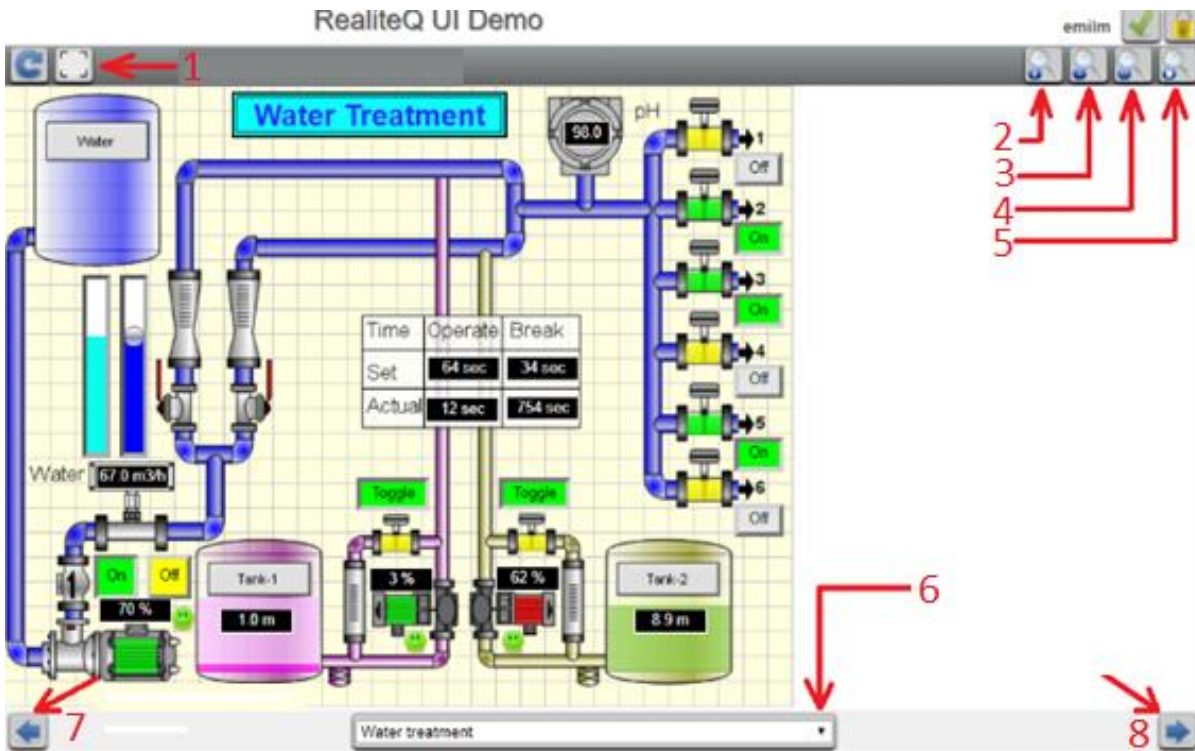 RealiteQ UI Demo
emilm
1
Water Treatment
Water
98.0
pH
1
Off
2
On
3
On
4
Off
5
On
6
Off
2
3
4
5
Time Operate Break
Set 64 sec 34 sec
Actual 12 sec 754 sec
Water 67.0 m3/h
Toggle Toggle
On Off
1
70 %
Tank-1
1.0 m
3 %
62 %
Tank-2
8.9 m
6
7
Water treatment
8